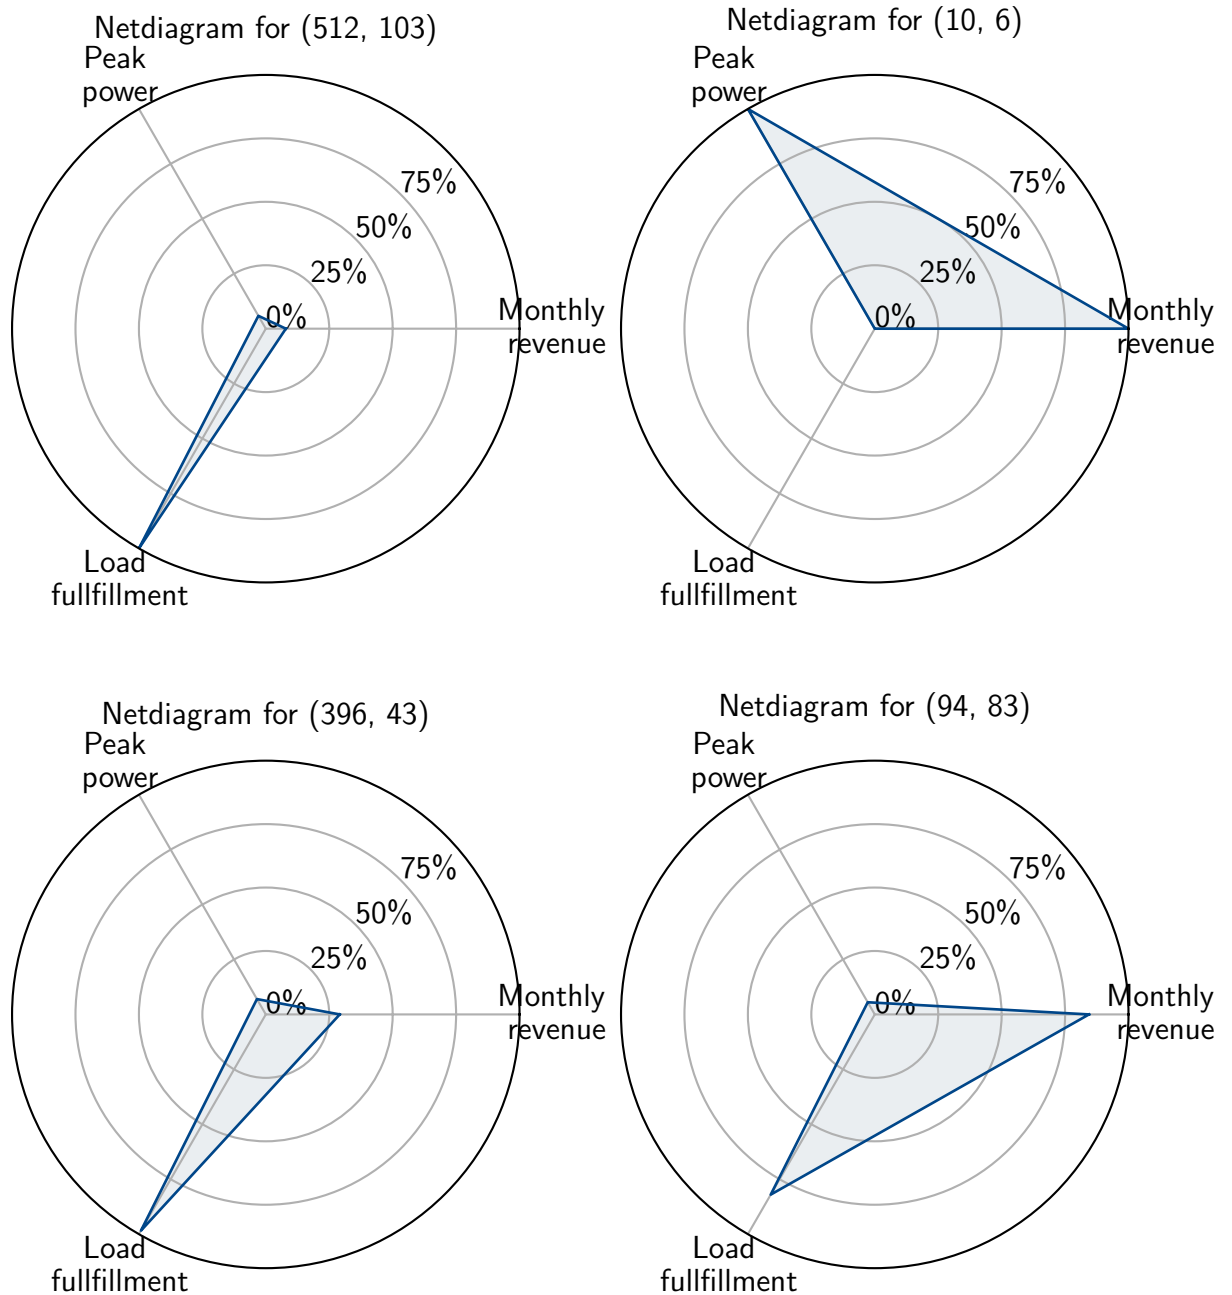 Netdiagram for (512, 103)
Peak
power
75%
50%
25%
0%
Monthly
revenue
Load
fullfillment
Netdiagram for (10, 6)
Peak
power
75%
50%
25%
0%
Monthly
revenue
Load
fullfillment
Netdiagram for (396, 43)
Peak
power
75%
50%
25%
0%
Monthly
revenue
Load
fullfillment
Netdiagram for (94, 83)
Peak
power
75%
50%
25%
0%
Monthly
revenue
Load
fullfillment